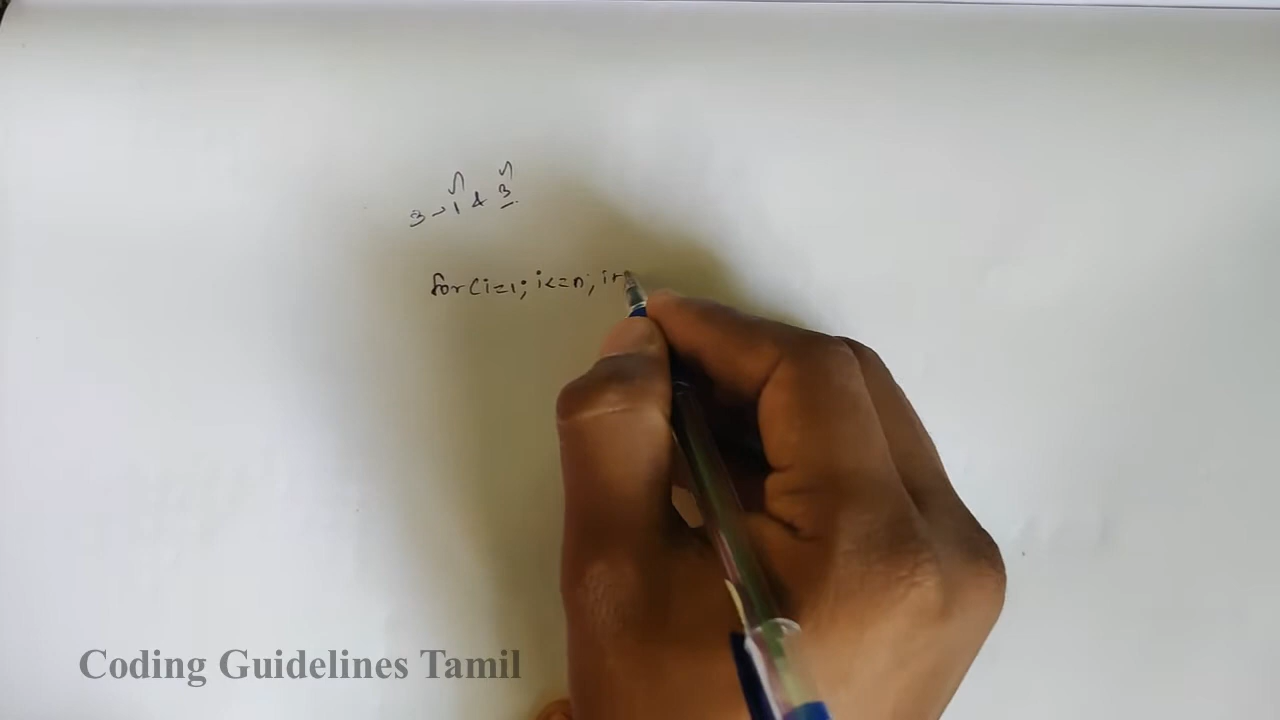 3 → 1 & 3
for(i=1; i<=n; i+
Coding Guidelines Tamil